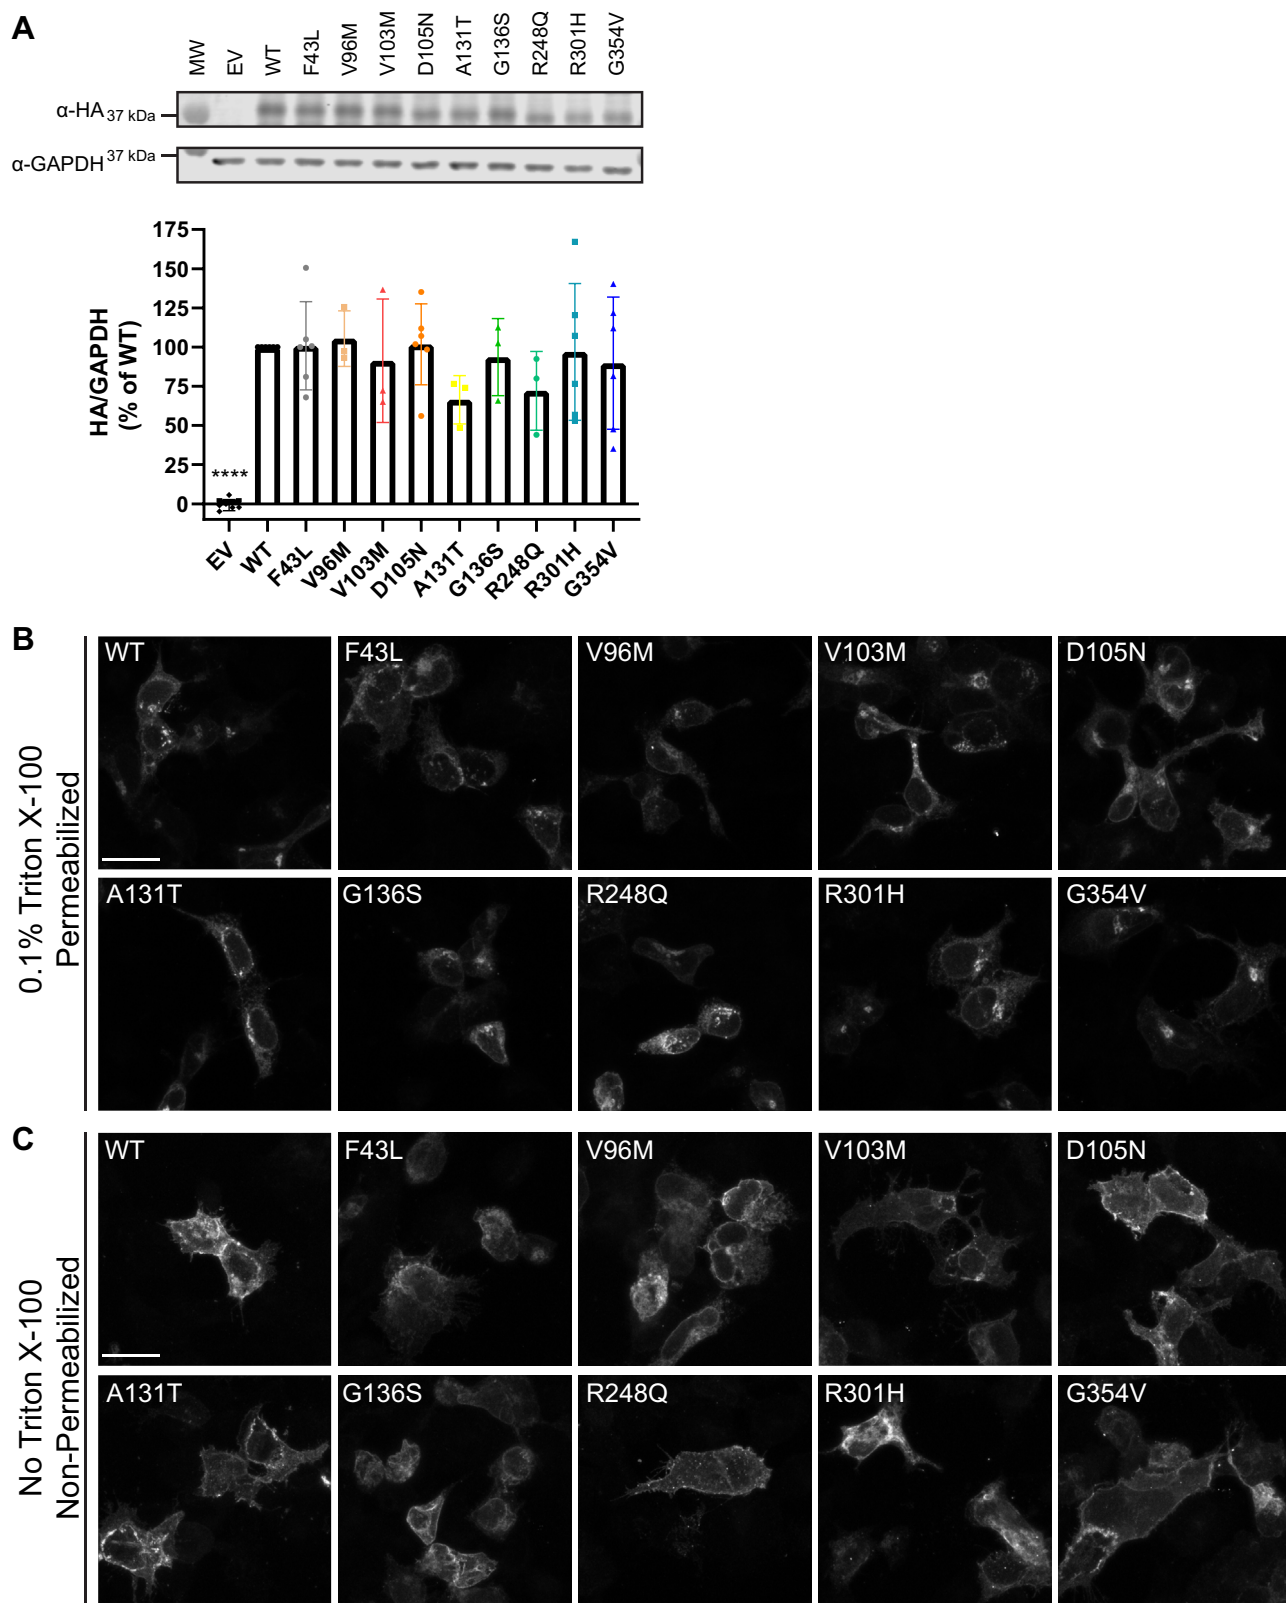 A
MW EV WT F43L V96M V103M D105N A131T G136S R248Q R301H G354V
α-HA 37 kDa
α-GAPDH 37 kDa
HA/GAPDH
(% of WT)
175
150
125
100
75
50
25
0
****
EV WT F43L V96M V103M D105N A131T G136S R248Q R301H G354V
B
0.1% Triton X-100
Permeabilized
WT F43L V96M V103M D105N
A131T G136S R248Q R301H G354V
C
No Triton X-100
Non-Permeabilized
WT F43L V96M V103M D105N
A131T G136S R248Q R301H G354V